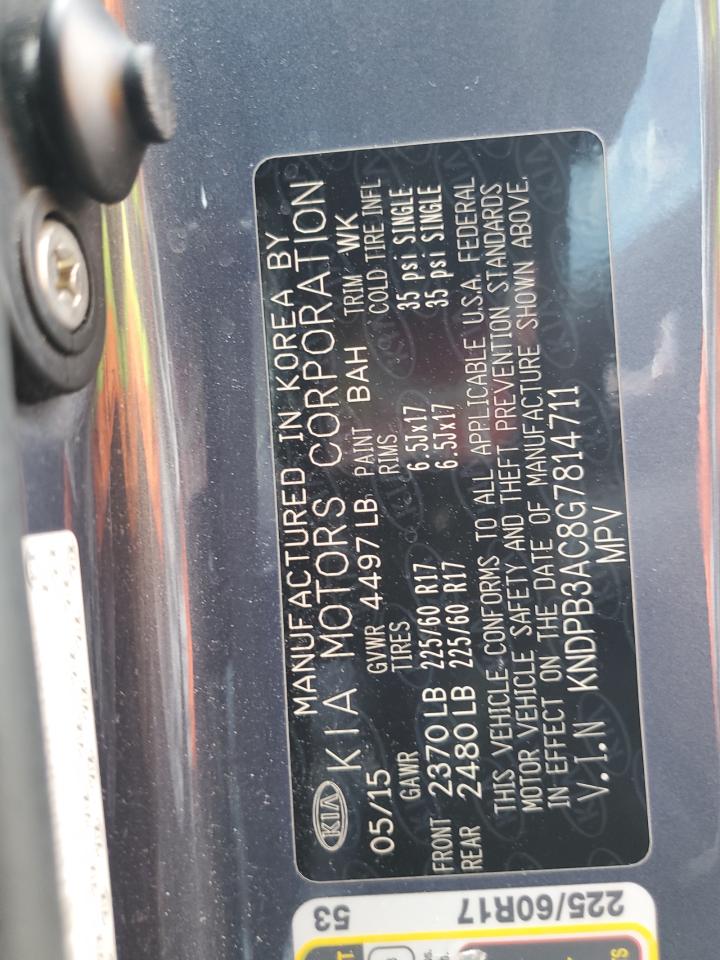 KIA
MANUFACTURED IN KOREA BY
KIA MOTORS CORPORATION
05/15 GVWR 4497 LB PAINT BAH TRIM WK
GAWR TIRES RIMS COLD TIRE INFL
FRONT 2370 LB 225/60 R17 6.5Jx17 35 psi SINGLE
REAR 2480 LB 225/60 R17 6.5Jx17 35 psi SINGLE
THIS VEHICLE CONFORMS TO ALL APPLICABLE U.S.A. FEDERAL
MOTOR VEHICLE SAFETY AND THEFT PREVENTION STANDARDS
IN EFFECT ON THE DATE OF MANUFACTURE SHOWN ABOVE.
V.I.N KNDPB3AC8G7814711
MPV
225/60R17
53